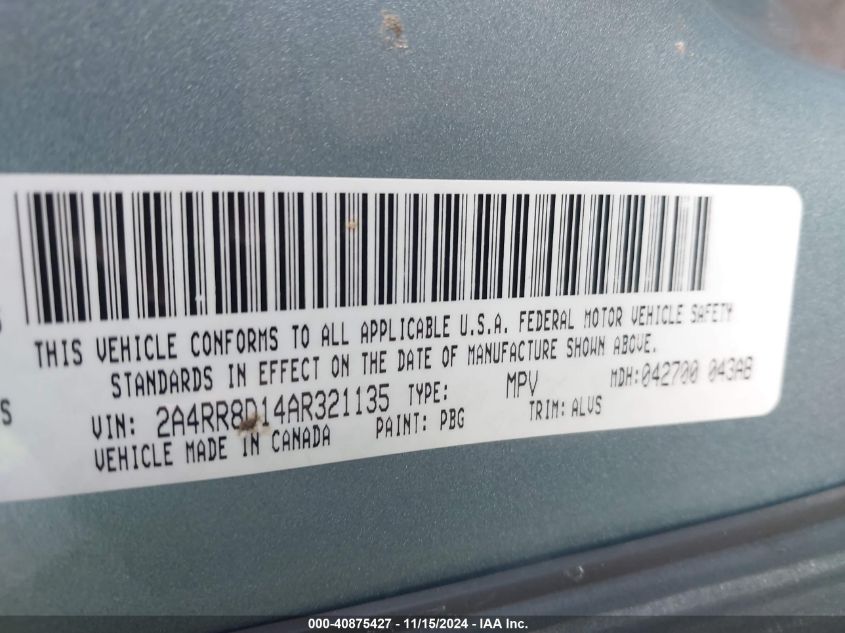 THIS VEHICLE CONFORMS TO ALL APPLICABLE U.S.A. FEDERAL MOTOR VEHICLE SAFETY
STANDARDS IN EFFECT ON THE DATE OF MANUFACTURE SHOWN ABOVE.
S
VIN: 2A4RR8D14AR321135 TYPE: MPV MDH: 042700 043AB
VEHICLE MADE IN CANADA PAINT: PBG TRIM: ALVS
000-40875427 - 11/15/2024 - IAA Inc.